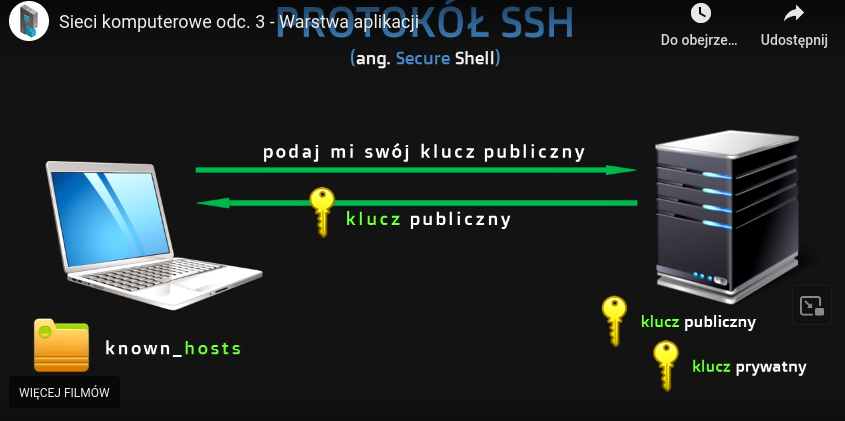 Sieci komputerowe odc. 3 - Warstwa aplikacji
PROTOKÓŁ SSH
Do obejrze...
Udostępnij
(ang. Secure Shell)
podaj mi swój klucz publiczny
klucz publiczny
klucz publiczny
known_hosts
klucz prywatny
WIĘCEJ FILMÓW